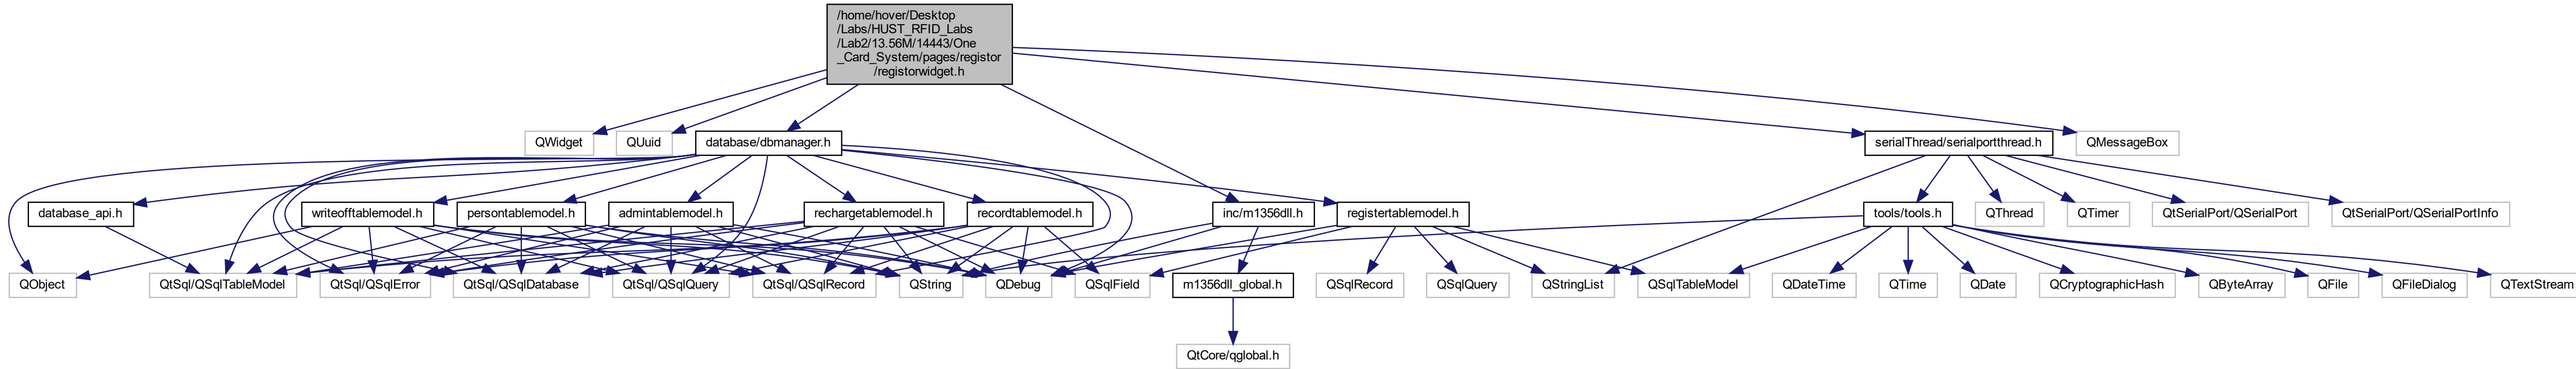 /home/hover/Desktop
/Labs/HUST_RFID_Labs
/Lab2/13.56M/14443/One
_Card_System/pages/registor
/registorwidget.h
QWidget
QUuid
database/dbmanager.h
serialThread/serialportthread.h
QMessageBox
database_api.h
writeofftablemodel.h
persontablemodel.h
admintablemodel.h
rechargetablemodel.h
recordtablemodel.h
inc/m1356dll.h
registertablemodel.h
tools/tools.h
QThread
QTimer
QtSerialPort/QSerialPort
QtSerialPort/QSerialPortInfo
QObject
QtSql/QSqlTableModel
QtSql/QSqlError
QtSql/QSqlDatabase
QtSql/QSqlQuery
QtSql/QSqlRecord
QString
QDebug
QSqlField
m1356dll_global.h
QSqlRecord
QSqlQuery
QStringList
QSqlTableModel
QDateTime
QTime
QDate
QCryptographicHash
QByteArray
QFile
QFileDialog
QTextStream
QtCore/qglobal.h